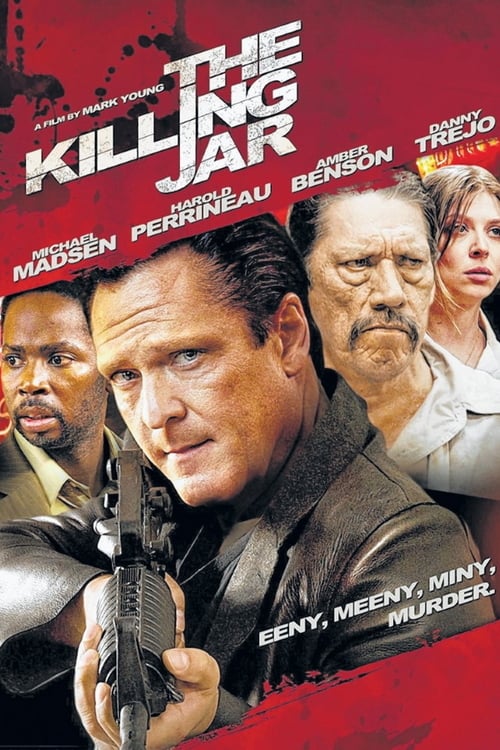 A FILM BY MARK YOUNG
THE
KILLING
JAR
MICHAEL
MADSEN
HAROLD
PERRINEAU
AMBER
BENSON
DANNY
TREJO
EENY, MEENY, MINY,
MURDER.